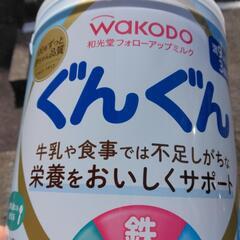 wakodo
和光堂フォローアップミルク
ぐんぐん
牛乳や食事では不足しがちな
栄養をおいしくサポート
鉄